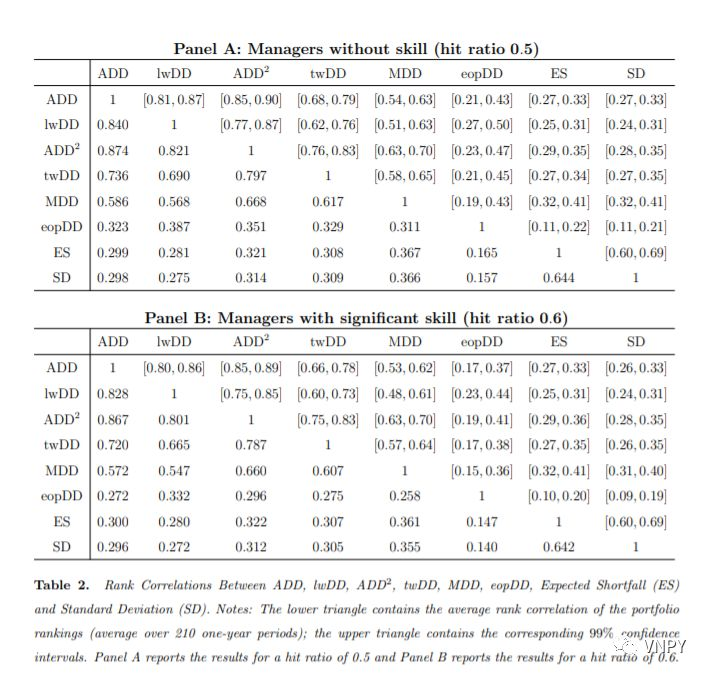 Panel A: Managers without skill (hit ratio 0.5)
ADD lwDD ADD² twDD MDD eopDD ES SD
ADD 1 [0.81, 0.87] [0.85, 0.90] [0.68, 0.79] [0.54, 0.63] [0.21, 0.43] [0.27, 0.33] [0.27, 0.33]
lwDD 0.840 1 [0.77, 0.87] [0.62, 0.76] [0.51, 0.63] [0.27, 0.50] [0.25, 0.31] [0.24, 0.31]
ADD² 0.874 0.821 1 [0.76, 0.83] [0.63, 0.70] [0.23, 0.47] [0.29, 0.35] [0.28, 0.35]
twDD 0.736 0.690 0.797 1 [0.58, 0.65] [0.21, 0.45] [0.27, 0.34] [0.27, 0.35]
MDD 0.586 0.568 0.668 0.617 1 [0.19, 0.43] [0.32, 0.41] [0.32, 0.41]
eopDD 0.323 0.387 0.351 0.329 0.311 1 [0.11, 0.22] [0.11, 0.21]
ES 0.299 0.281 0.321 0.308 0.367 0.165 1 [0.60, 0.69]
SD 0.298 0.275 0.314 0.309 0.366 0.157 0.644 1
Panel B: Managers with significant skill (hit ratio 0.6)
ADD lwDD ADD² twDD MDD eopDD ES SD
ADD 1 [0.80, 0.86] [0.85, 0.89] [0.66, 0.78] [0.53, 0.62] [0.17, 0.37] [0.27, 0.33] [0.26, 0.33]
lwDD 0.828 1 [0.75, 0.85] [0.60, 0.73] [0.48, 0.61] [0.23, 0.44] [0.25, 0.31] [0.24, 0.31]
ADD² 0.867 0.801 1 [0.75, 0.83] [0.63, 0.70] [0.19, 0.41] [0.29, 0.36] [0.28, 0.35]
twDD 0.720 0.665 0.787 1 [0.57, 0.64] [0.17, 0.38] [0.27, 0.35] [0.26, 0.35]
MDD 0.572 0.547 0.660 0.607 1 [0.15, 0.36] [0.32, 0.41] [0.31, 0.40]
eopDD 0.272 0.332 0.296 0.275 0.258 1 [0.10, 0.20] [0.09, 0.19]
ES 0.300 0.280 0.322 0.307 0.361 0.147 1 [0.60, 0.69]
SD 0.296 0.272 0.312 0.305 0.355 0.140 0.642 1
Table 2. Rank Correlations Between ADD, lwDD, ADD², twDD, MDD, eopDD, Expected Shortfall (ES)
and Standard Deviation (SD). Notes: The lower triangle contains the average rank correlation of the portfolio
rankings (average over 210 one-year periods); the upper triangle contains the corresponding 99% confidence
intervals. Panel A reports the results for a hit ratio of 0.5 and Panel B reports the results for a hit ratio of 0.6.
VNPY